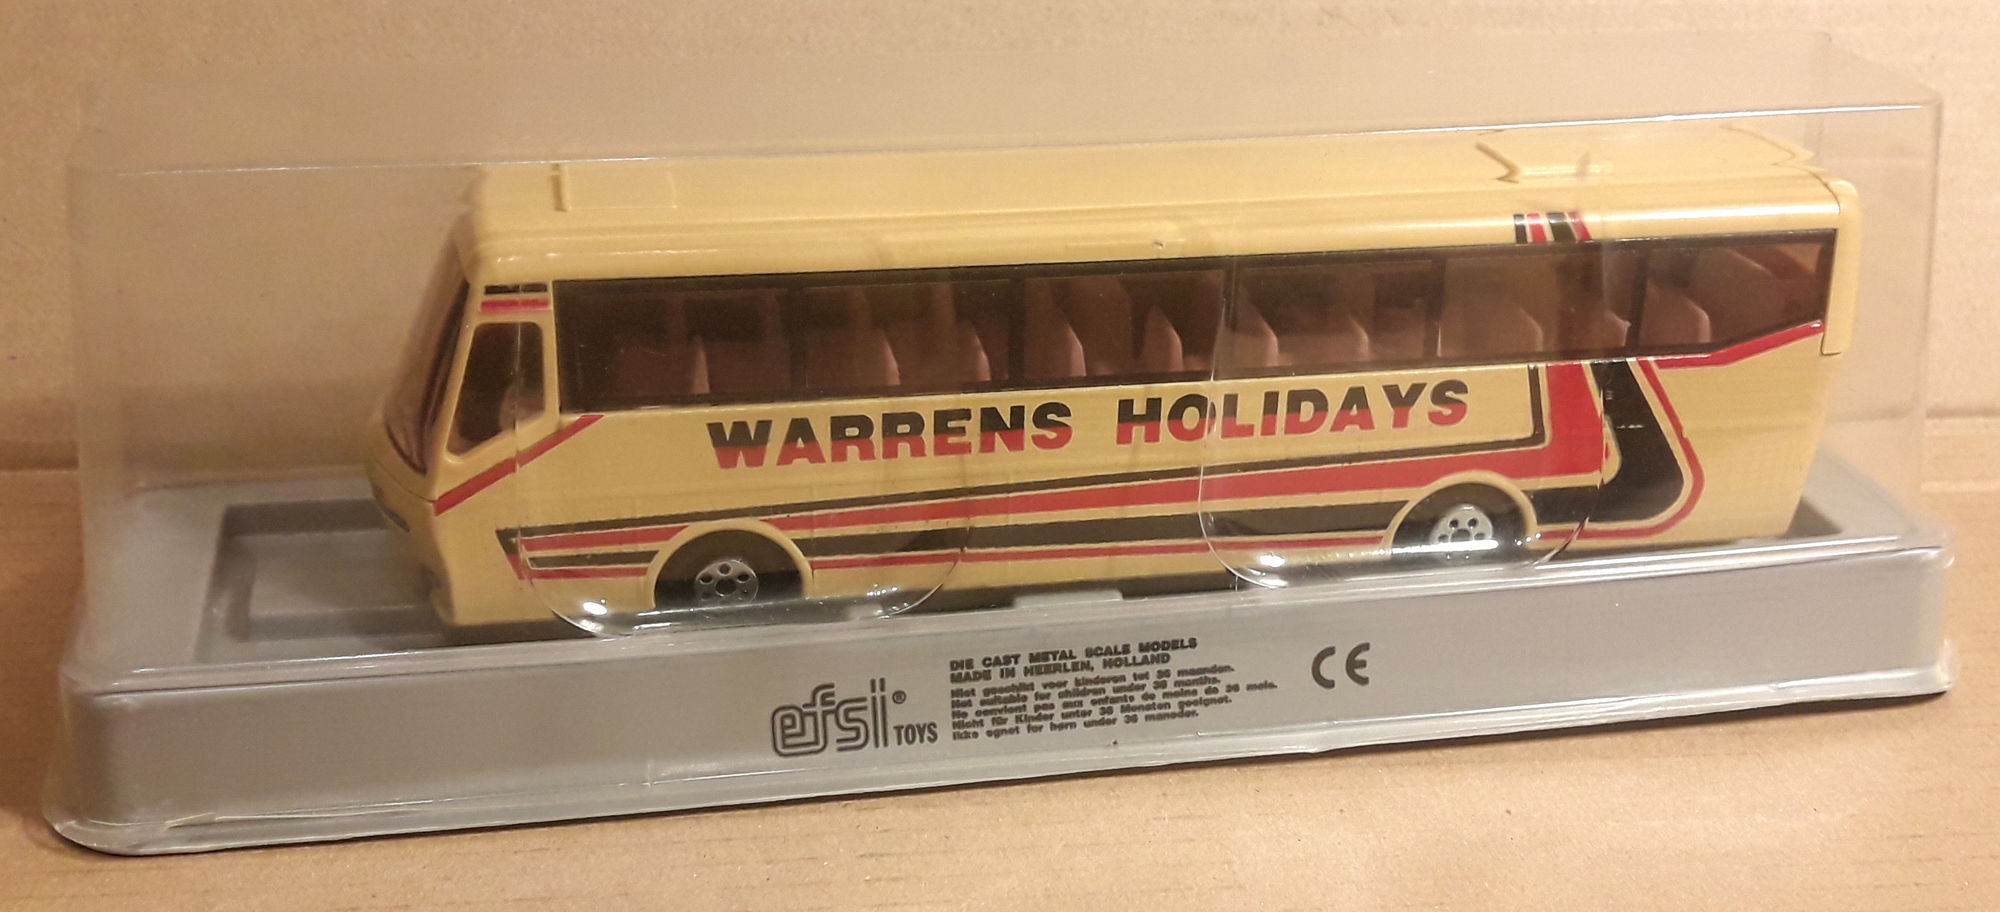 WARRENS HOLIDAYS
efsi® TOYS
DIE CAST METAL SCALE MODELS
MADE IN HEERLEN, HOLLAND
Niet geschikt voor kinderen tot 36 maanden.
Not suitable for children under 36 months.
Ne convient pas aux enfants de moins de 36 mois.
Nicht für Kinder unter 36 Monaten geeignet.
Ikke egnet for børn under 36 maneder.
CE